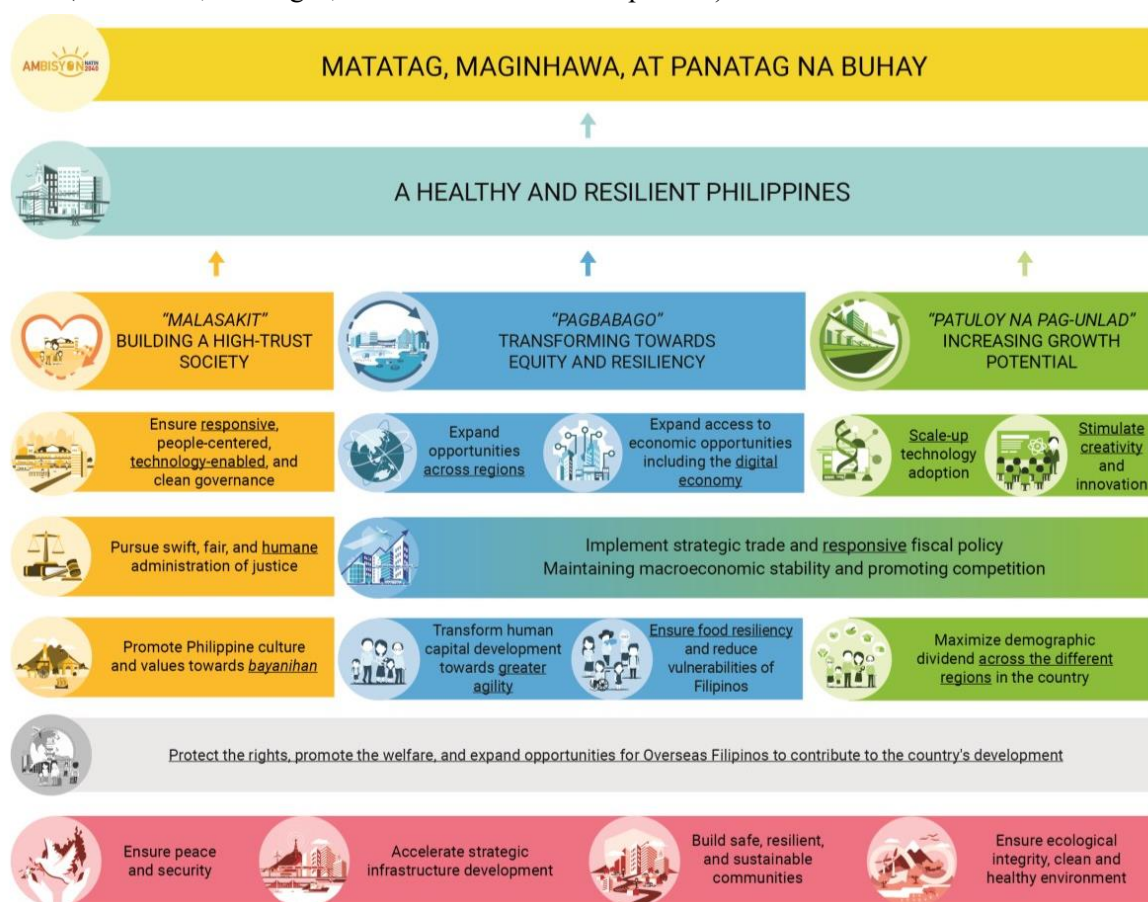 AMBISYON NATIN 2040
MATATAG, MAGINHAWA, AT PANATAG NA BUHAY
A HEALTHY AND RESILIENT PHILIPPINES
"MALASAKIT"
BUILDING A HIGH-TRUST
SOCIETY
"PAGBABAGO"
TRANSFORMING TOWARDS
EQUITY AND RESILIENCY
"PATULOY NA PAG-UNLAD"
INCREASING GROWTH
POTENTIAL
Ensure responsive,
people-centered,
technology-enabled, and
clean governance
Expand
opportunities
across regions
Expand access to
economic opportunities
including the digital
economy
Scale-up
technology
adoption
Stimulate
creativity and
innovation
Pursue swift, fair, and humane
administration of justice
Implement strategic trade and responsive fiscal policy
Maintaining macroeconomic stability and promoting competition
Promote Philippine culture
and values towards bayanihan
Transform human
capital development
towards greater
agility
Ensure food resiliency
and reduce
vulnerabilities of
Filipinos
Maximize demographic
dividend across the different
regions in the country
Protect the rights, promote the welfare, and expand opportunities for Overseas Filipinos to contribute to the country's development
Ensure peace
and security
Accelerate strategic
infrastructure development
Build safe, resilient,
and sustainable
communities
Ensure ecological
integrity, clean and
healthy environment